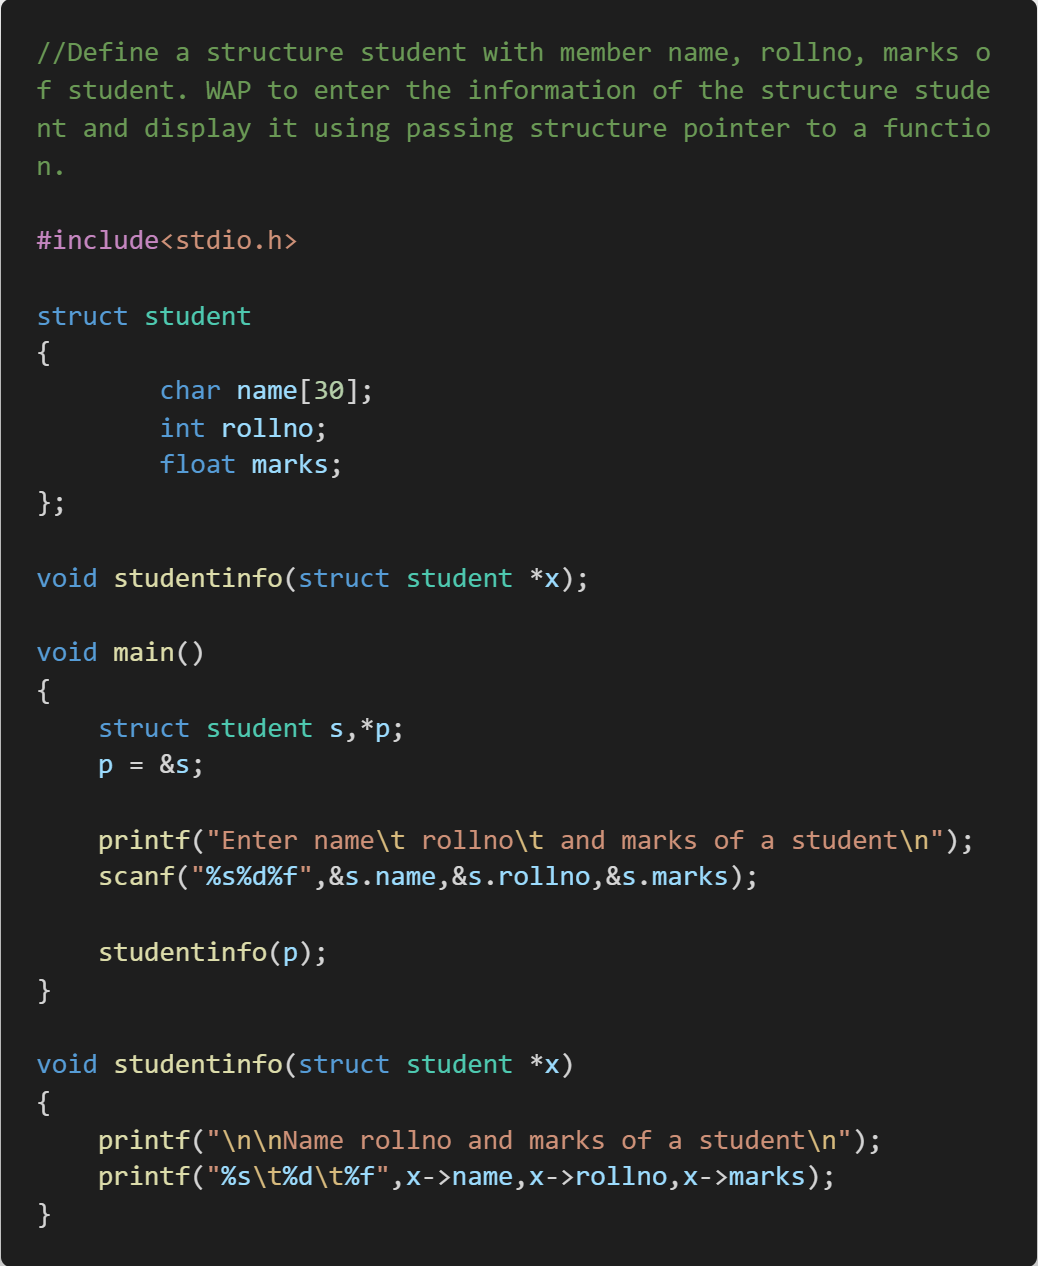 //Define a structure student with member name, rollno, marks o
f student. WAP to enter the information of the structure stude
nt and display it using passing structure pointer to a functio
n.

#include<stdio.h>

struct student
{
        char name[30];
        int rollno;
        float marks;
};

void studentinfo(struct student *x);

void main()
{
    struct student s,*p;
    p = &s;

    printf("Enter name\t rollno\t and marks of a student\n");
    scanf("%s%d%f",&s.name,&s.rollno,&s.marks);

    studentinfo(p);
}

void studentinfo(struct student *x)
{
    printf("\n\nName rollno and marks of a student\n");
    printf("%s\t%d\t%f",x->name,x->rollno,x->marks);
}